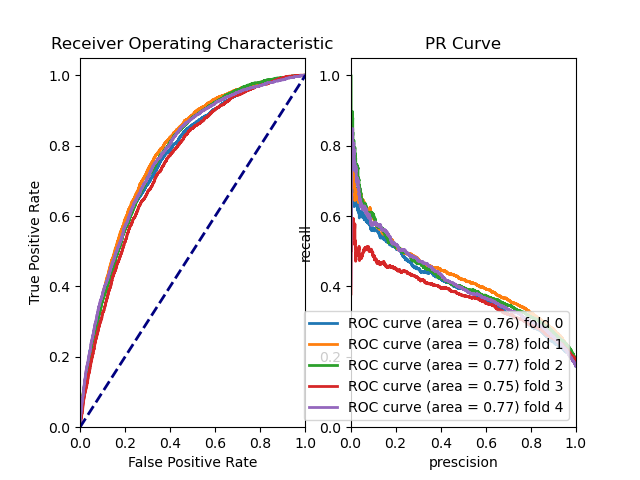 Receiver Operating Characteristic
1.0
0.8
0.6
0.4
0.2
0.0
True Positive Rate
0.0 0.2 0.4 0.6 0.8 1.0
False Positive Rate
PR Curve
1.0
0.8
0.6
0.4
0.2
0.0
recall
0.0 0.2 0.4 0.6 0.8 1.0
prescision
ROC curve (area = 0.76) fold 0
ROC curve (area = 0.78) fold 1
ROC curve (area = 0.77) fold 2
ROC curve (area = 0.75) fold 3
ROC curve (area = 0.77) fold 4